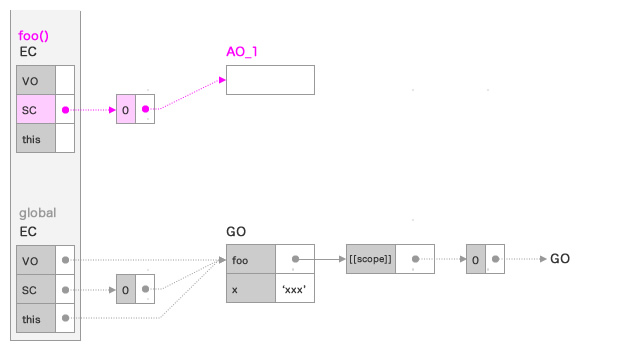 foo()
EC
AO_1
VO
SC
0
this
global
EC
GO
VO
foo
[[scope]]
0
GO
SC
0
x
‘xxx’
this